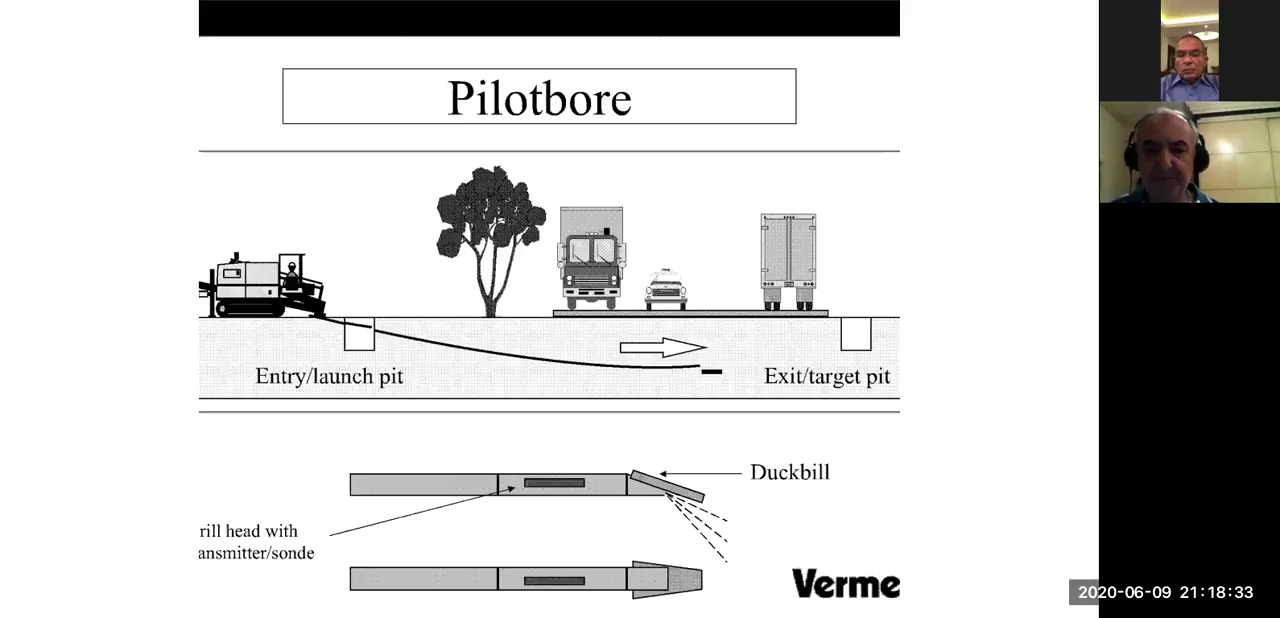 Pilotbore
Entry/launch pit
Exit/target pit
Duckbill
rill head with
ansmitter/sonde
Verme
2020-06-09 21:18:33